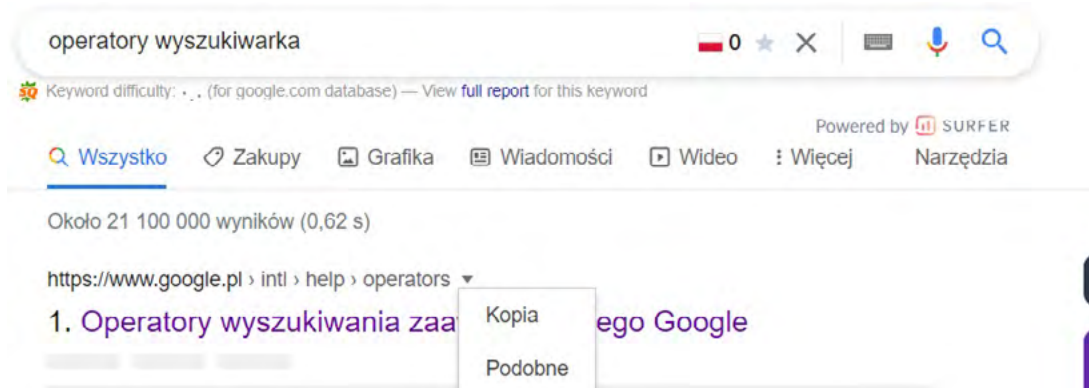 operatory wyszukiwarka 0
Keyword difficulty: (for google.com database) — View full report for this keyword
Powered by SURFER
Wszystko Zakupy Grafika Wiadomości Wideo Więcej Narzędzia
Około 21 100 000 wyników (0,62 s)
https://www.google.pl › intl › help › operators
Kopia
1. Operatory wyszukiwania zaa ego Google
Podobne